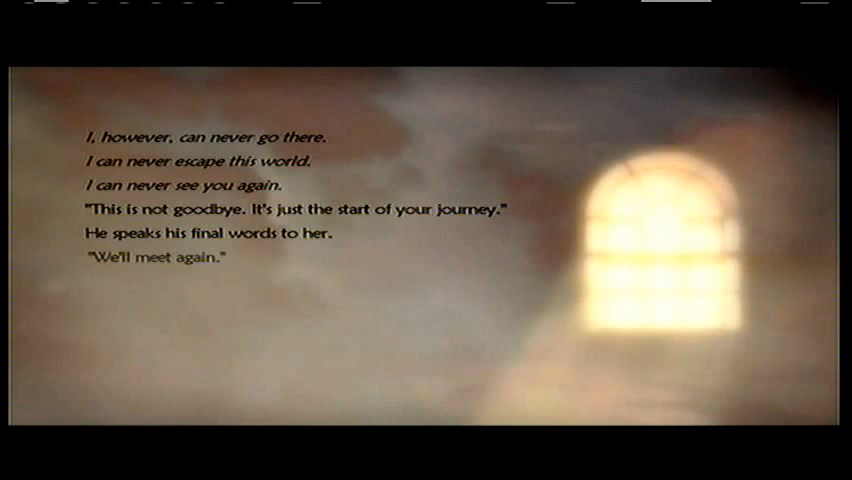 I, however, can never go there.
I can never escape this world.
I can never see you again.
"This is not goodbye. It's just the start of your journey."
He speaks his final words to her.
"We'll meet again."